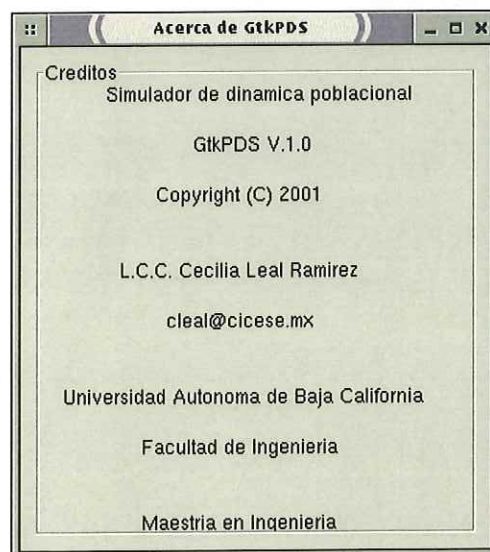 Acerca de GtkPDS
Creditos
Simulador de dinamica poblacional
GtkPDS V.1.0
Copyright (C) 2001
L.C.C. Cecilia Leal Ramirez
cleal@cicese.mx
Universidad Autonoma de Baja California
Facultad de Ingenieria
Maestria en Ingenieria